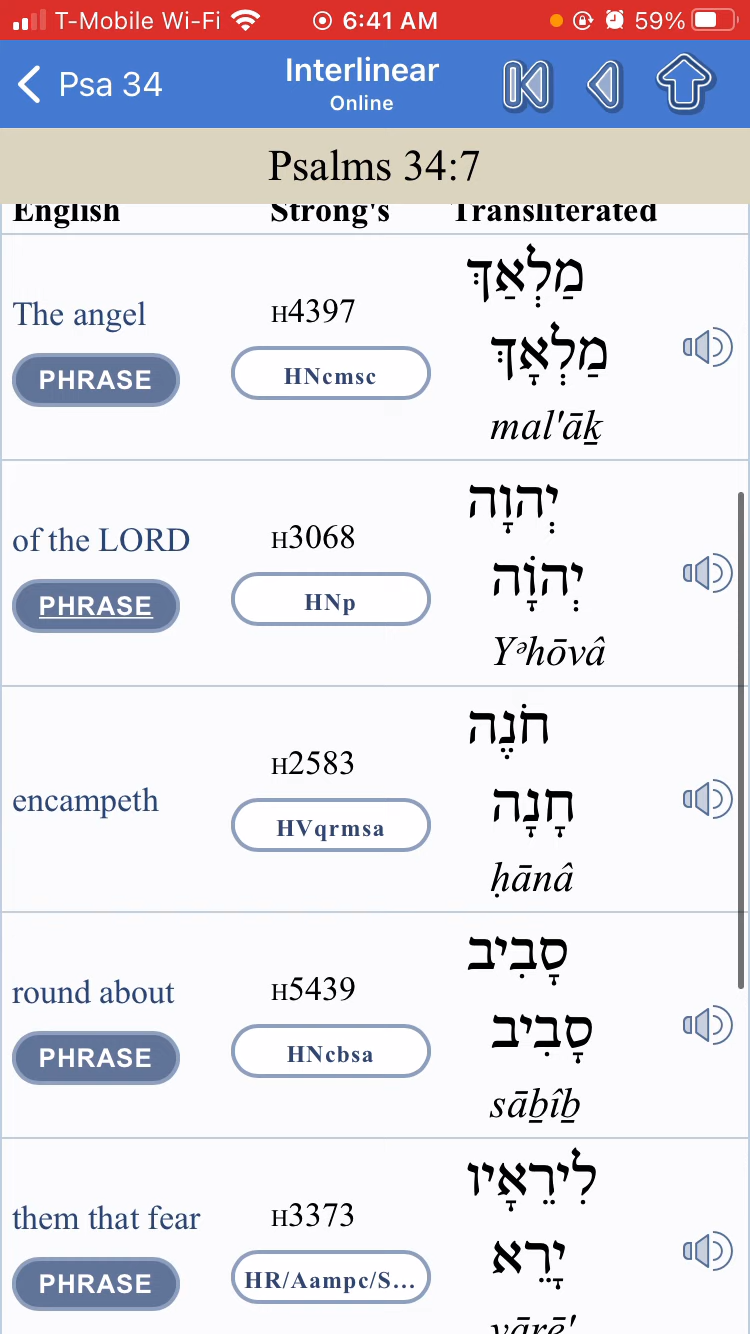 T-Mobile Wi-Fi 6:41 AM 59%
Psa 34
Interlinear
Online
Psalms 34:7
English Strong's Transliterated
The angel
PHRASE
H4397
HNcmsc
מַלְאַךְ
מַלְאָךְ
mal'āḵ
of the LORD
PHRASE
H3068
HNp
יְהוָה
יְהוָֹה
Yᵊhōvâ
encampeth
H2583
HVqrmsa
חֹנֶה
חָנָה
ḥānâ
round about
PHRASE
H5439
HNcbsa
סָבִיב
סָבִיב
sāḇîḇ
them that fear
PHRASE
H3373
HR/Aampc/S...
לִירֵאָיו
יָרֵא
yārē'